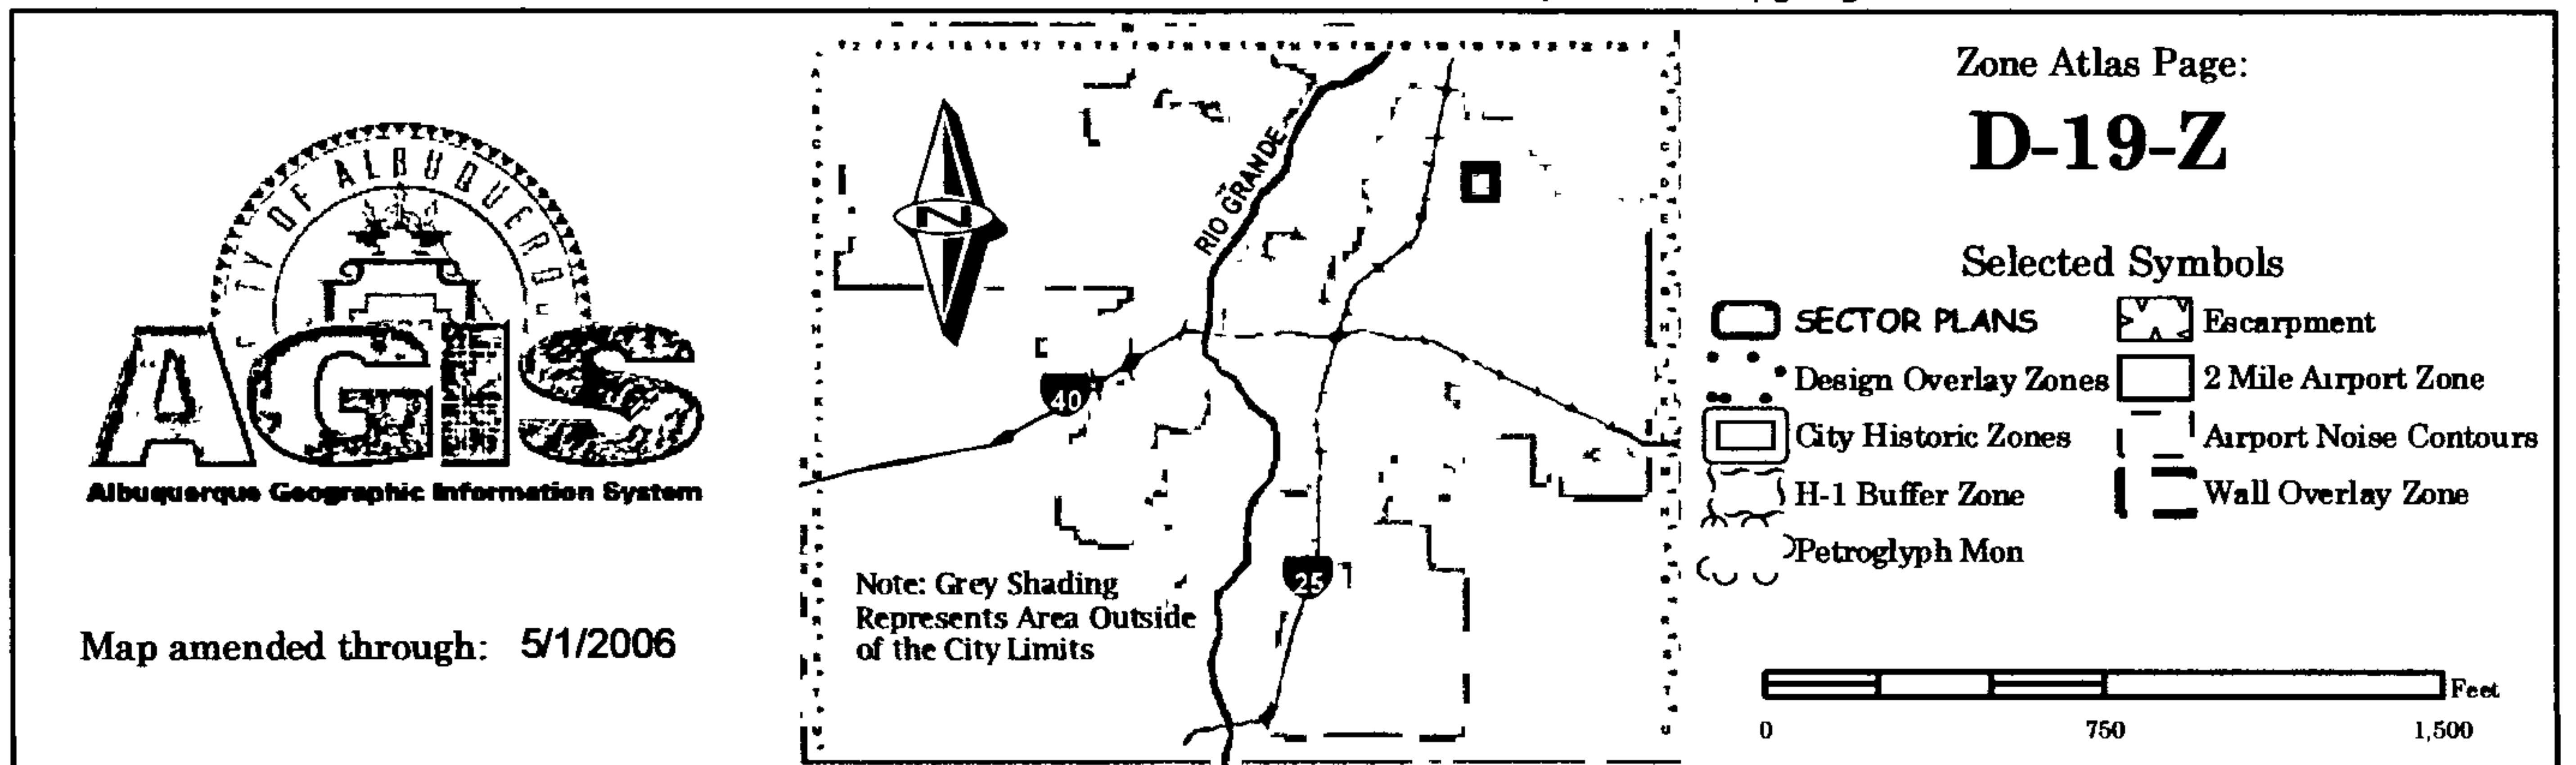 CITY OF ALBUQUERQUE
AGIS
Albuquerque Geographic Information System
Map amended through: 5/1/2006
N
RIO GRANDE
40
25
Note: Grey Shading
Represents Area Outside
of the City Limits
Zone Atlas Page:
D-19-Z
Selected Symbols
SECTOR PLANS
Escarpment
Design Overlay Zones
2 Mile Airport Zone
City Historic Zones
Airport Noise Contours
H-1 Buffer Zone
Wall Overlay Zone
Petroglyph Mon
Feet
0 750 1,500